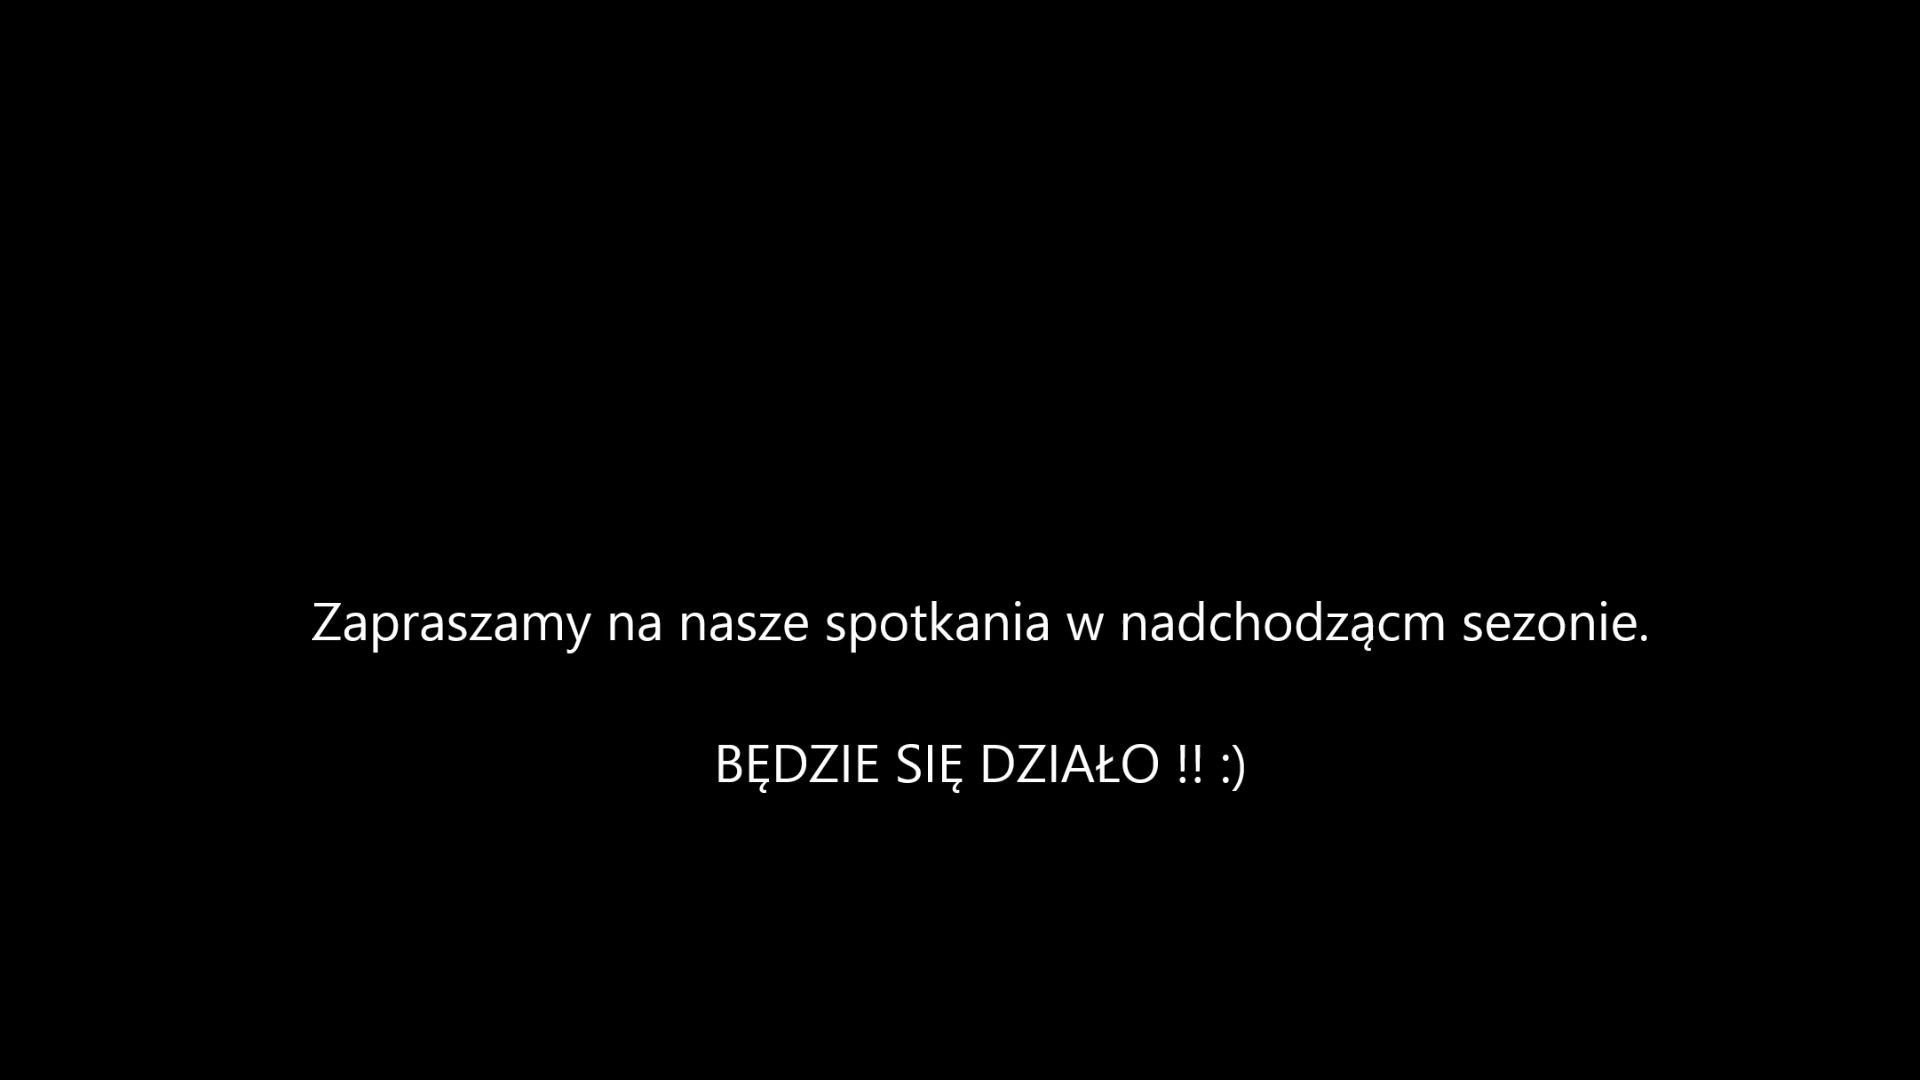 Zapraszamy na nasze spotkania w nadchodzącm sezonie.
BĘDZIE SIĘ DZIAŁO !! :)